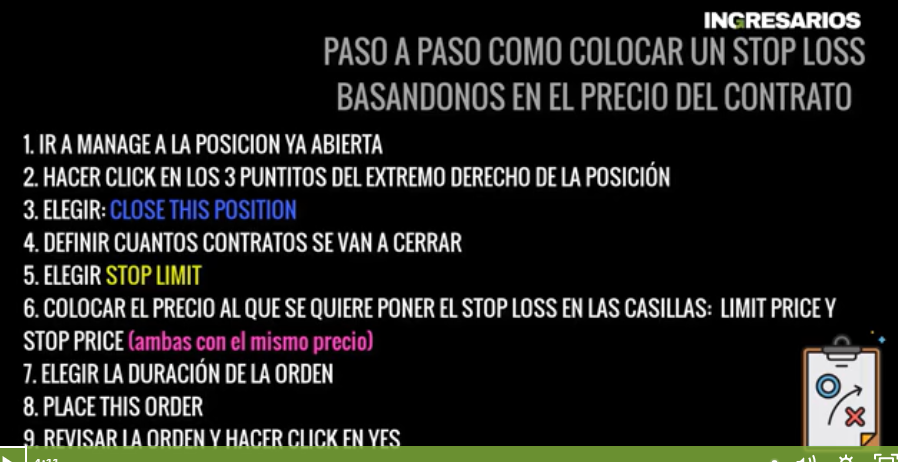 INGRESARIOS
PASO A PASO COMO COLOCAR UN STOP LOSS
BASANDONOS EN EL PRECIO DEL CONTRATO
1. IR A MANAGE A LA POSICION YA ABIERTA
2. HACER CLICK EN LOS 3 PUNTITOS DEL EXTREMO DERECHO DE LA POSICIÓN
3. ELEGIR: CLOSE THIS POSITION
4. DEFINIR CUANTOS CONTRATOS SE VAN A CERRAR
5. ELEGIR STOP LIMIT
6. COLOCAR EL PRECIO AL QUE SE QUIERE PONER EL STOP LOSS EN LAS CASILLAS: LIMIT PRICE Y
STOP PRICE (ambas con el mismo precio)
7. ELEGIR LA DURACIÓN DE LA ORDEN
8. PLACE THIS ORDER
9. REVISAR LA ORDEN Y HACER CLICK EN YES